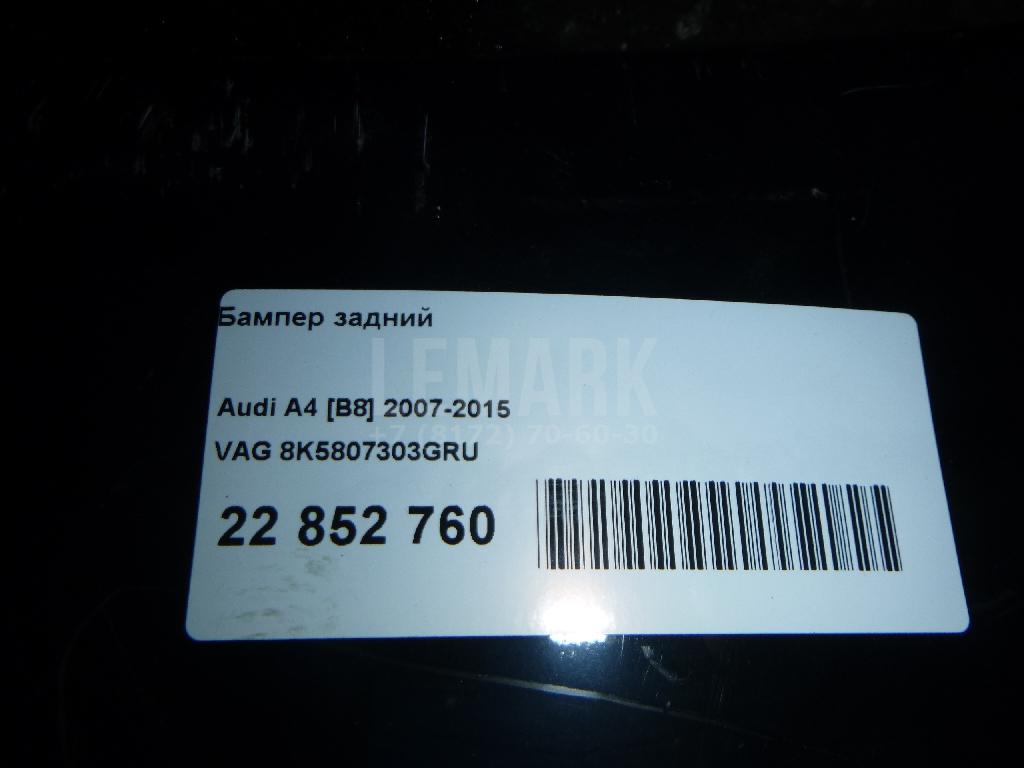 Бампер задний
LEMARK
Audi A4 [B8] 2007-2015
+7 (8172) 70-60-30
VAG 8K5807303GRU
22 852 760